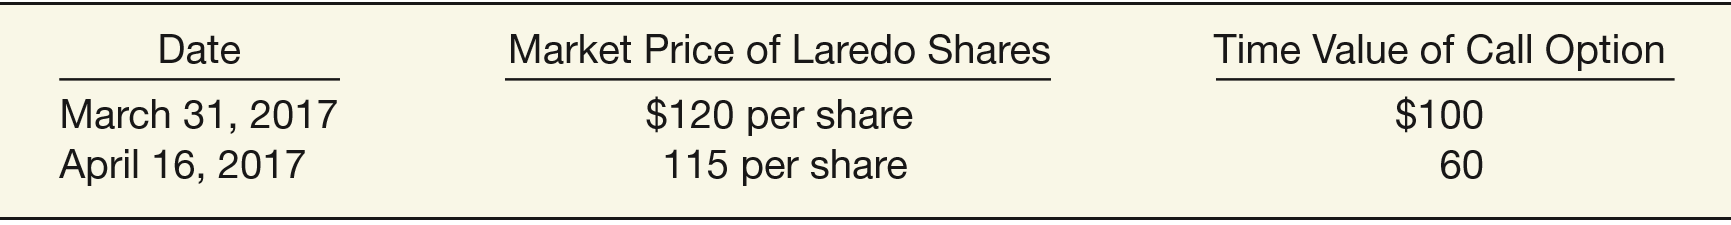 Date Market Price of Laredo Shares Time Value of Call Option
March 31, 2017 $120 per share $100
April 16, 2017 115 per share 60